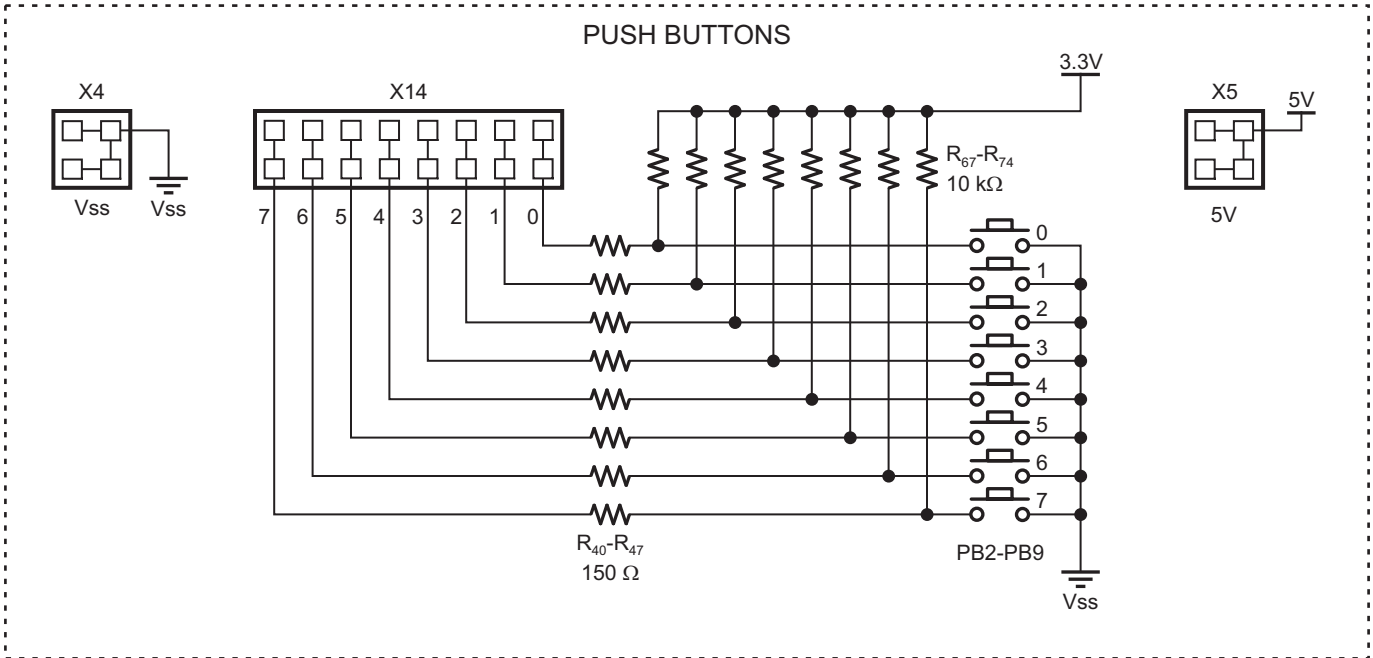 PUSH BUTTONS
3.3V
X4
X14
X5
5V
R67-R74
10 kΩ
Vss
Vss
7 6 5 4 3 2 1 0
5V
0
1
2
3
4
5
6
7
R40-R47
150 Ω
PB2-PB9
Vss